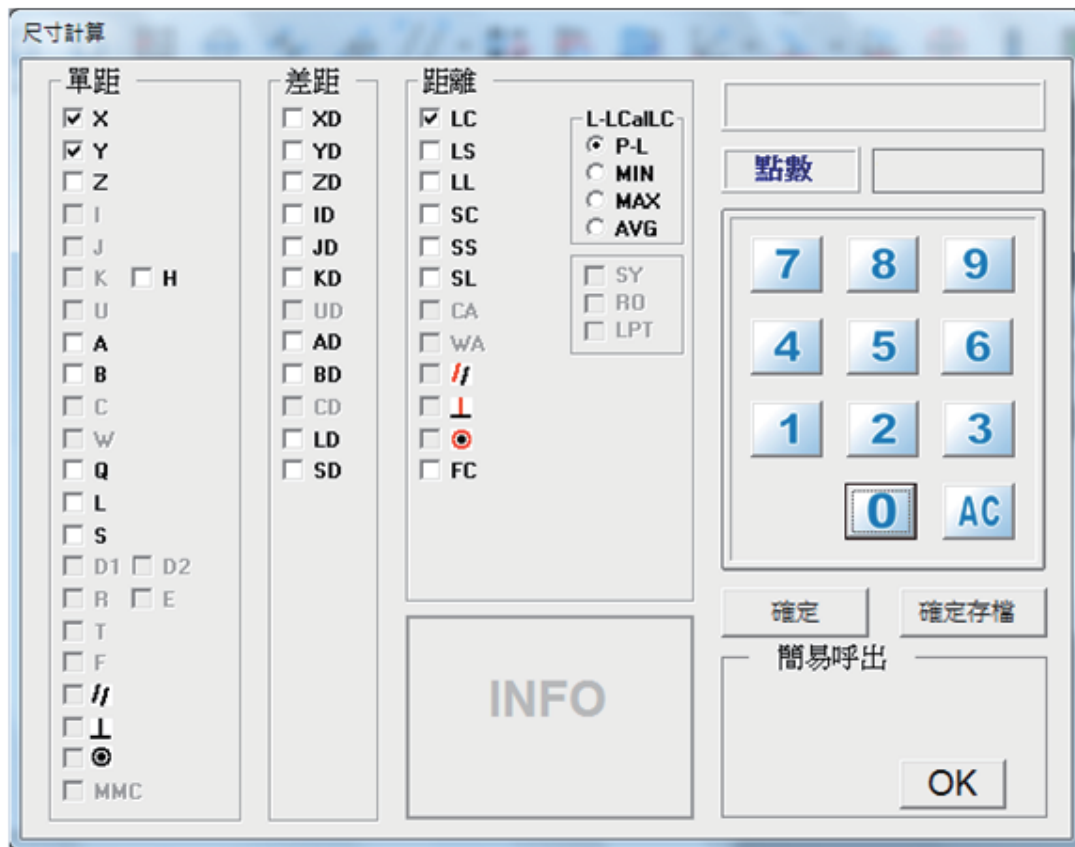 尺寸計算
單距
X
Y
Z
I
J
K H
U
A
B
C
W
Q
L
S
D1 D2
R E
T
F
//
⊥
◎
MMC
差距
XD
YD
ZD
ID
JD
KD
UD
AD
BD
CD
LD
SD
距離
LC
LS
LL
SC
SS
SL
CA
WA
//
⊥
◎
FC
L-LCalLC
P-L
MIN
MAX
AVG
SY
RO
LPT
INFO
點數
7 8 9
4 5 6
1 2 3
0 AC
確定 確定存檔
簡易呼出
OK